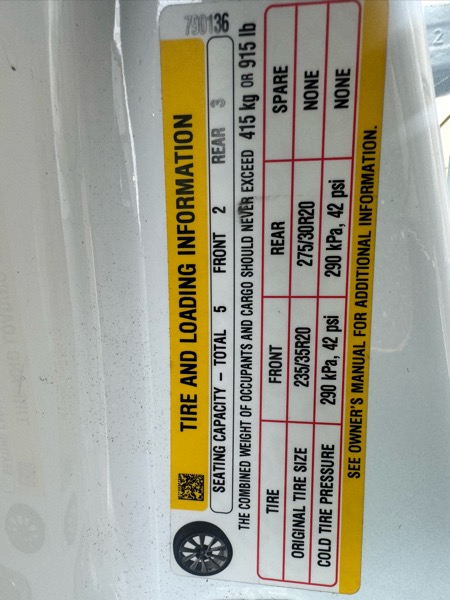 790136
TIRE AND LOADING INFORMATION
SEATING CAPACITY – TOTAL 5 FRONT 2 REAR 3
THE COMBINED WEIGHT OF OCCUPANTS AND CARGO SHOULD NEVER EXCEED 415 kg OR 915 lb
TIRE FRONT REAR SPARE
ORIGINAL TIRE SIZE 235/35R20 275/30R20 NONE
COLD TIRE PRESSURE 290 kPa, 42 psi 290 kPa, 42 psi NONE
SEE OWNER'S MANUAL FOR ADDITIONAL INFORMATION.
2